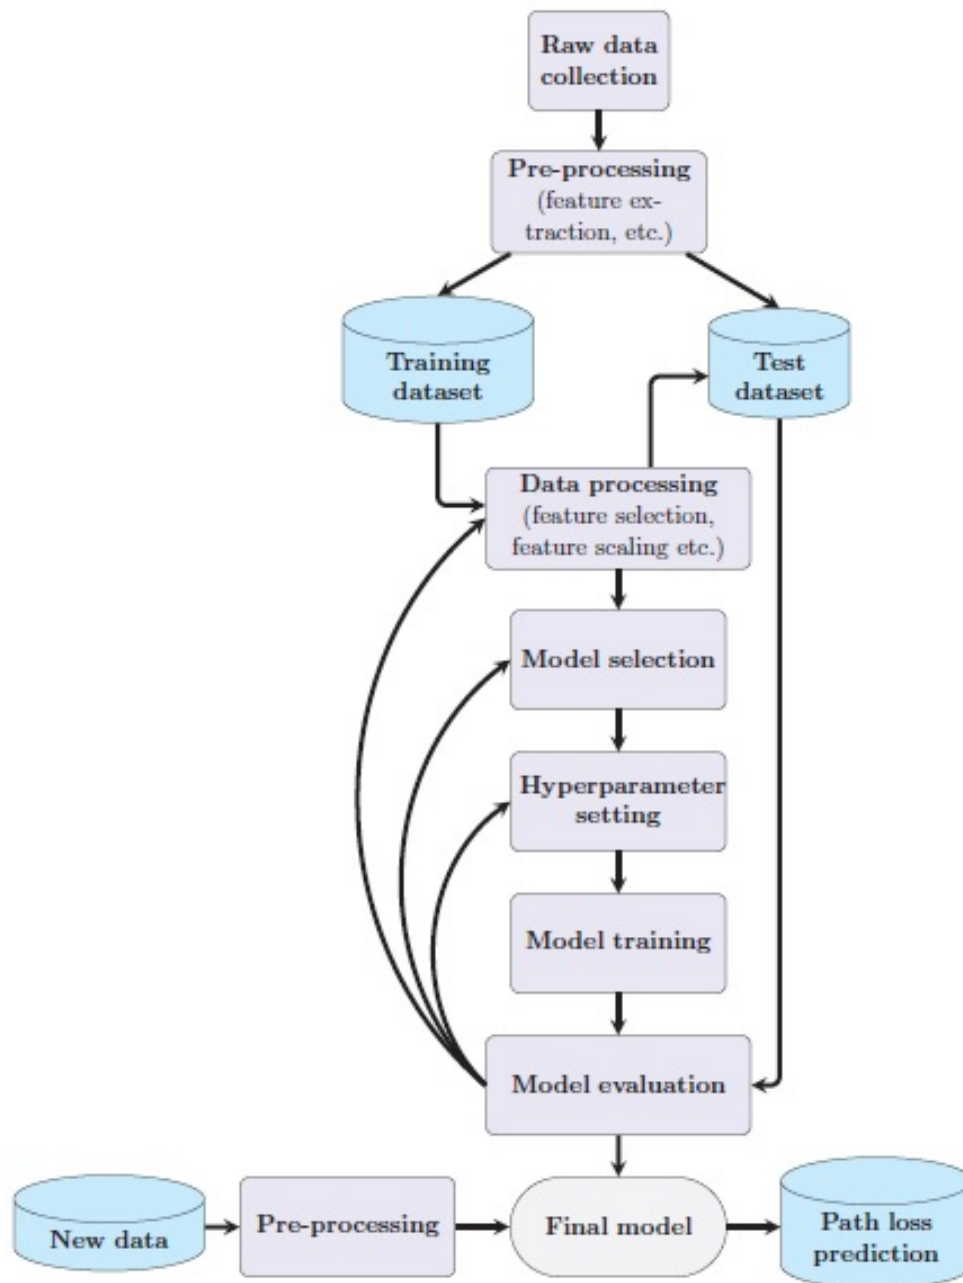 Raw data
collection
Pre-processing
(feature ex-
traction, etc.)
Training
dataset
Test
dataset
Data processing
(feature selection,
feature scaling etc.)
Model selection
Hyperparameter
setting
Model training
Model evaluation
New data
Pre-processing
Final model
Path loss
prediction